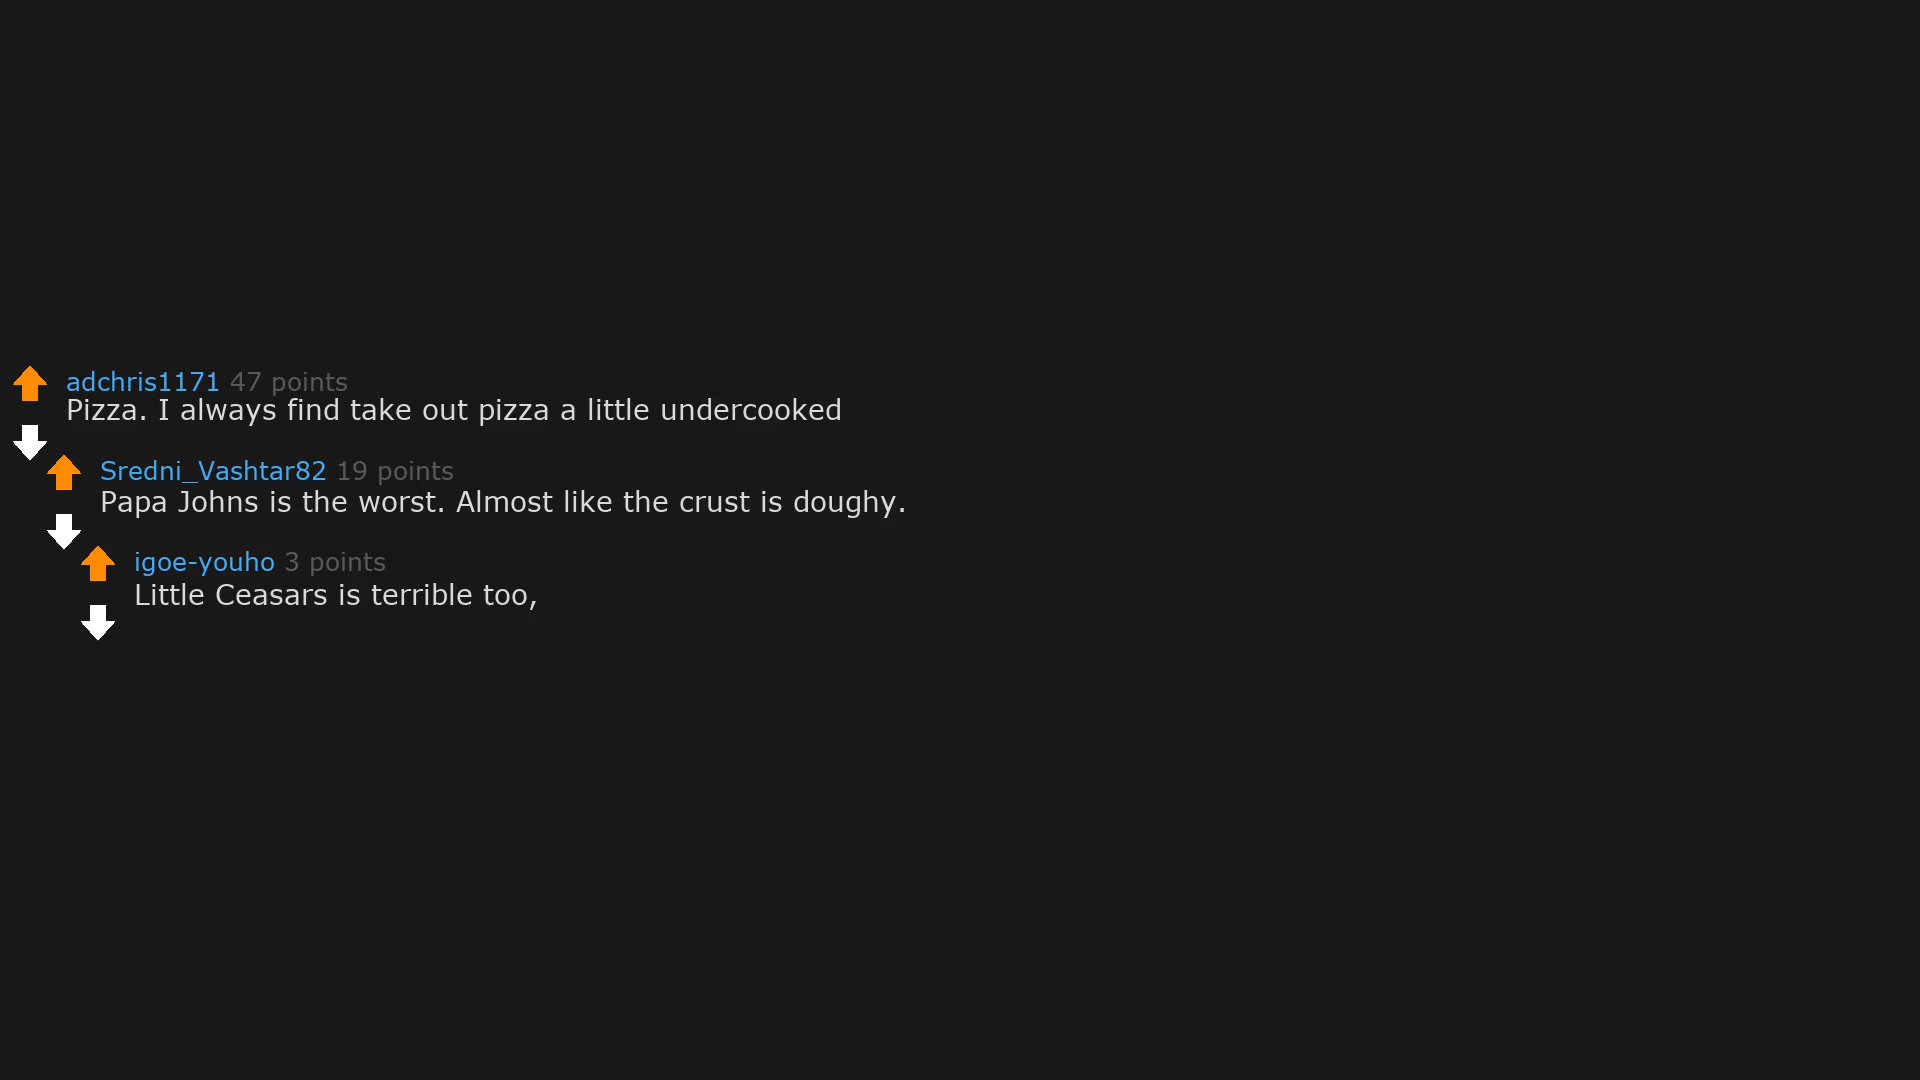 adchris1171 47 points
Pizza. I always find take out pizza a little undercooked
Sredni_Vashtar82 19 points
Papa Johns is the worst. Almost like the crust is doughy.
igoe-youho 3 points
Little Ceasars is terrible too,